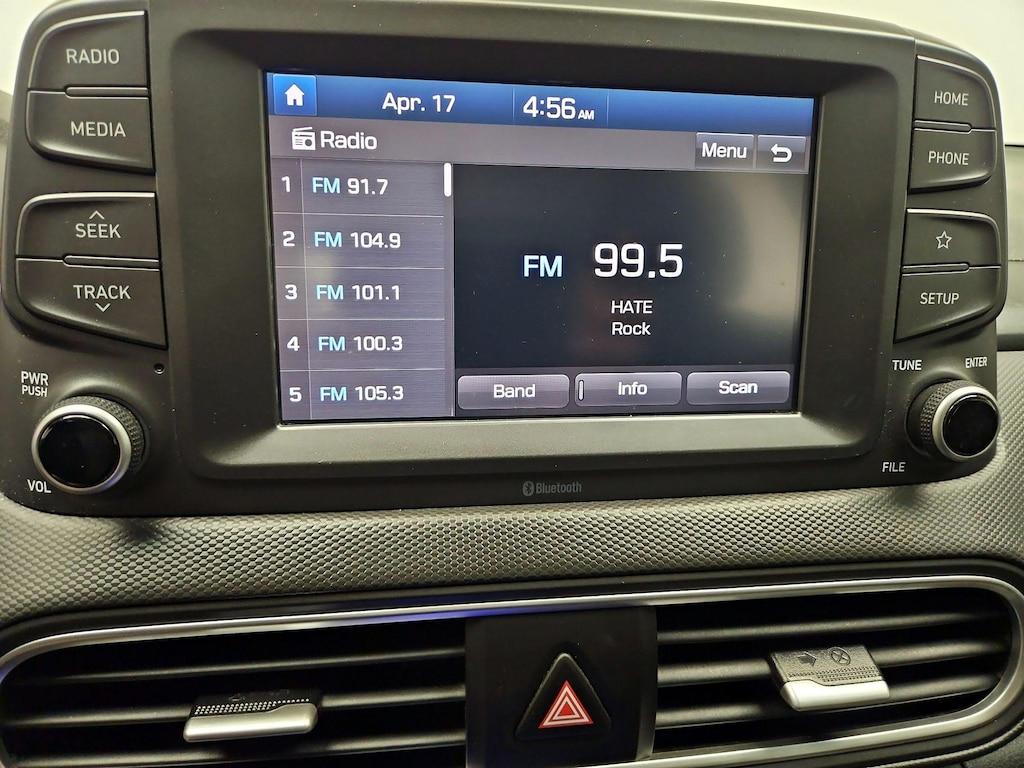 RADIO
MEDIA
SEEK
TRACK
PWR
PUSH
VOL
Apr. 17 4:56 AM
Radio
Menu
1 FM 91.7
2 FM 104.9
3 FM 101.1
4 FM 100.3
5 FM 105.3
FM 99.5
HATE
Rock
Band Info Scan
Bluetooth
HOME
PHONE
SETUP
TUNE ENTER
FILE